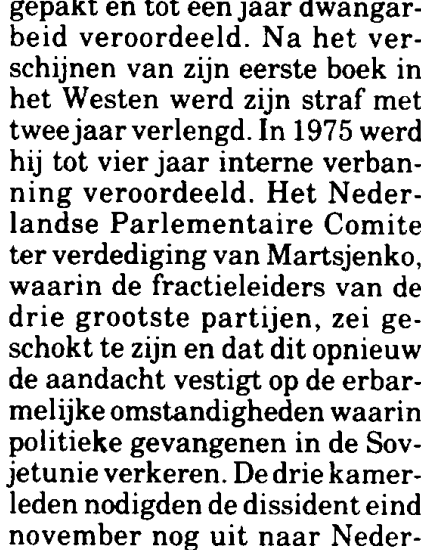 gepakt en tot een jaar dwangar-
beid veroordeeld. Na het ver-
schijnen van zijn eerste boek in
het Westen werd zijn straf met
twee jaar verlengd. In 1975 werd
hij tot vier jaar interne verban-
ning veroordeeld. Het Neder-
landse Parlementaire Comite
ter verdediging van Martsjenko,
waarin de fractieleiders van de
drie grootste partijen, zei ge-
schokt te zijn en dat dit opnieuw
de aandacht vestigt op de erbar-
melijke omstandigheden waarin
politieke gevangenen in de Sov-
jetunie verkeren. De drie kamer-
leden nodigden de dissident eind
november nog uit naar Neder-